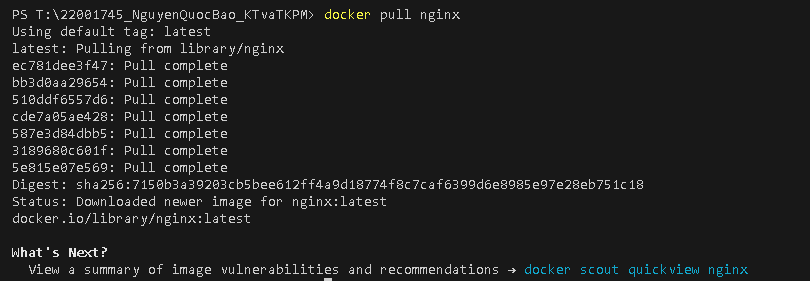 PS T:\22001745_NguyenQuocBao_KTvaTKPM> docker pull nginx
Using default tag: latest
latest: Pulling from library/nginx
ec781dee3f47: Pull complete
bb3d0aa29654: Pull complete
510ddf6557d6: Pull complete
cde7a05ae428: Pull complete
587e3d84dbb5: Pull complete
3189680c601f: Pull complete
5e815e07e569: Pull complete
Digest: sha256:7150b3a39203cb5bee612ff4a9d18774f8c7caf6399d6e8985e97e28eb751c18
Status: Downloaded newer image for nginx:latest
docker.io/library/nginx:latest
What's Next?
View a summary of image vulnerabilities and recommendations → docker scout quickview nginx